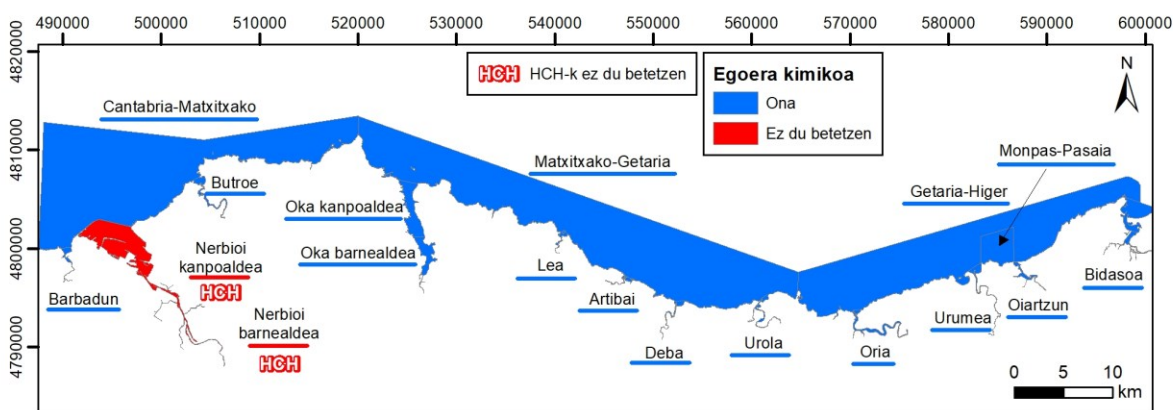 490000 500000 510000 520000 530000 540000 550000 560000 570000 580000 590000 600000
4820000
4810000
4800000
4790000
HCH HCH-k ez du betetzen
Egoera kimikoa
Ona
Ez du betetzen
N
Cantabria-Matxitxako
Matxitxako-Getaria
Monpas-Pasaia
Getaria-Higer
Butroe
Oka kanpoaldea
Oka barnealdea
Nerbioi
kanpoaldea
HCH
Barbadun
Nerbioi
barnealdea
HCH
Lea
Artibai
Deba
Urola
Oria
Urumea
Oiartzun
Bidasoa
0 5 10
km